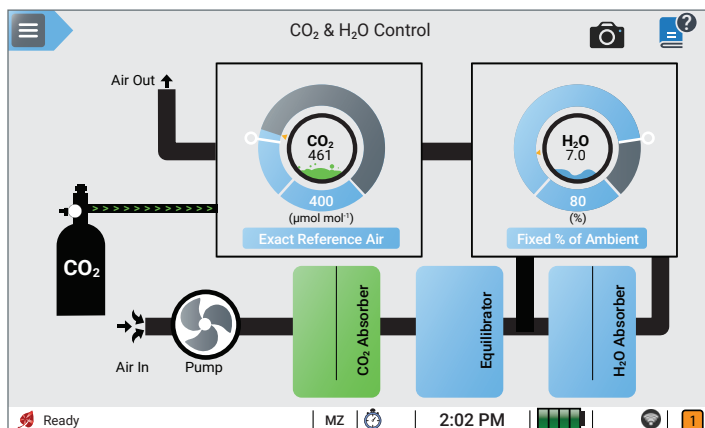 CO₂ & H₂O Control
?
Air Out
CO₂
461
400
(µmol mol⁻¹)
Exact Reference Air
H₂O
7.0
80
(%)
Fixed % of Ambient
> > > > > > > > > > > >
CO₂
Air In
Pump
CO₂ Absorber
Equilibrator
H₂O Absorber
Ready
MZ
2:02 PM
1